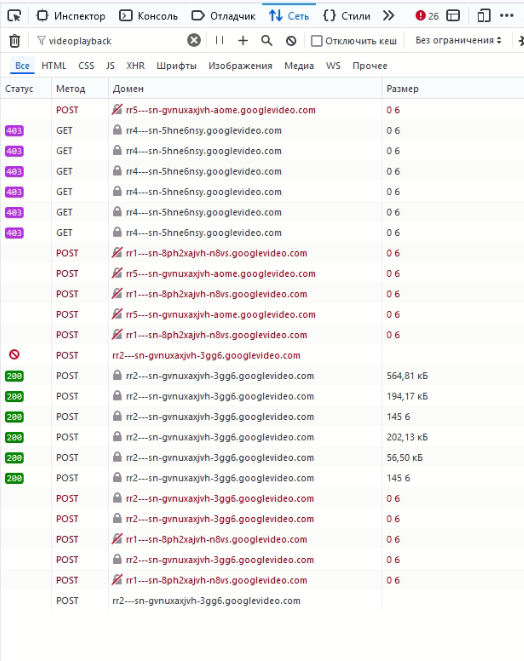 Инспектор Консоль Отладчик Сеть Стили 26
videoplayback Отключить кеш Без ограничения
Все HTML CSS JS XHR Шрифты Изображения Медиа WS Прочее
Статус Метод Домен Размер
POST rr5---sn-gvnuxaxjvh-aome.googlevideo.com 0 б
403 GET rr4---sn-5hne6nsy.googlevideo.com 0 б
403 GET rr4---sn-5hne6nsy.googlevideo.com 0 б
403 GET rr4---sn-5hne6nsy.googlevideo.com 0 б
403 GET rr4---sn-5hne6nsy.googlevideo.com 0 б
403 GET rr4---sn-5hne6nsy.googlevideo.com 0 б
403 GET rr4---sn-5hne6nsy.googlevideo.com 0 б
POST rr1---sn-8ph2xajvh-n8vs.googlevideo.com 0 б
POST rr5---sn-gvnuxaxjvh-aome.googlevideo.com 0 б
POST rr1---sn-8ph2xajvh-n8vs.googlevideo.com 0 б
POST rr5---sn-gvnuxaxjvh-aome.googlevideo.com 0 б
POST rr1---sn-8ph2xajvh-n8vs.googlevideo.com 0 б
POST rr2---sn-gvnuxaxjvh-3gg6.googlevideo.com
200 POST rr2---sn-gvnuxaxjvh-3gg6.googlevideo.com 564,81 кБ
200 POST rr2---sn-gvnuxaxjvh-3gg6.googlevideo.com 194,17 кБ
200 POST rr2---sn-gvnuxaxjvh-3gg6.googlevideo.com 145 б
200 POST rr2---sn-gvnuxaxjvh-3gg6.googlevideo.com 202,13 кБ
200 POST rr2---sn-gvnuxaxjvh-3gg6.googlevideo.com 56,50 кБ
200 POST rr2---sn-gvnuxaxjvh-3gg6.googlevideo.com 145 б
POST rr2---sn-gvnuxaxjvh-3gg6.googlevideo.com 0 б
POST rr2---sn-gvnuxaxjvh-3gg6.googlevideo.com 0 б
POST rr1---sn-8ph2xajvh-n8vs.googlevideo.com 0 б
POST rr2---sn-gvnuxaxjvh-3gg6.googlevideo.com 0 б
POST rr1---sn-8ph2xajvh-n8vs.googlevideo.com 0 б
POST rr2---sn-gvnuxaxjvh-3gg6.googlevideo.com